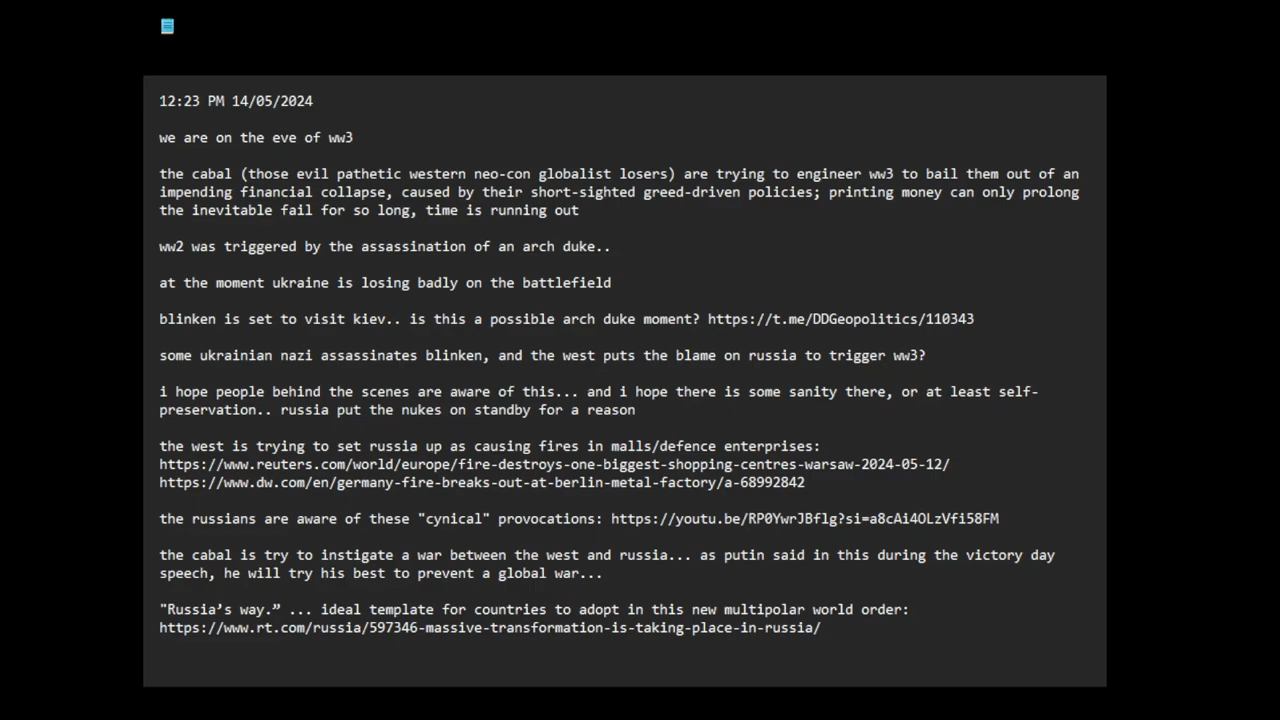 12:23 PM 14/05/2024
we are on the eve of ww3
the cabal (those evil pathetic western neo-con globalist losers) are trying to engineer ww3 to bail them out of an
impending financial collapse, caused by their short-sighted greed-driven policies; printing money can only prolong
the inevitable fail for so long, time is running out
ww2 was triggered by the assassination of an arch duke..
at the moment ukraine is losing badly on the battlefield
blinken is set to visit kiev.. is this a possible arch duke moment? https://t.me/DDGeopolitics/110343
some ukrainian nazi assassinates blinken, and the west puts the blame on russia to trigger ww3?
i hope people behind the scenes are aware of this... and i hope there is some sanity there, or at least self-
preservation.. russia put the nukes on standby for a reason
the west is trying to set russia up as causing fires in malls/defence enterprises:
https://www.reuters.com/world/europe/fire-destroys-one-biggest-shopping-centres-warsaw-2024-05-12/
https://www.dw.com/en/germany-fire-breaks-out-at-berlin-metal-factory/a-68992842
the russians are aware of these "cynical" provocations: https://youtu.be/RP0YwrJBflg?si=a8cAi4OLzVfi58FM
the cabal is try to instigate a war between the west and russia... as putin said in this during the victory day
speech, he will try his best to prevent a global war...
"Russia’s way.” ... ideal template for countries to adopt in this new multipolar world order:
https://www.rt.com/russia/597346-massive-transformation-is-taking-place-in-russia/